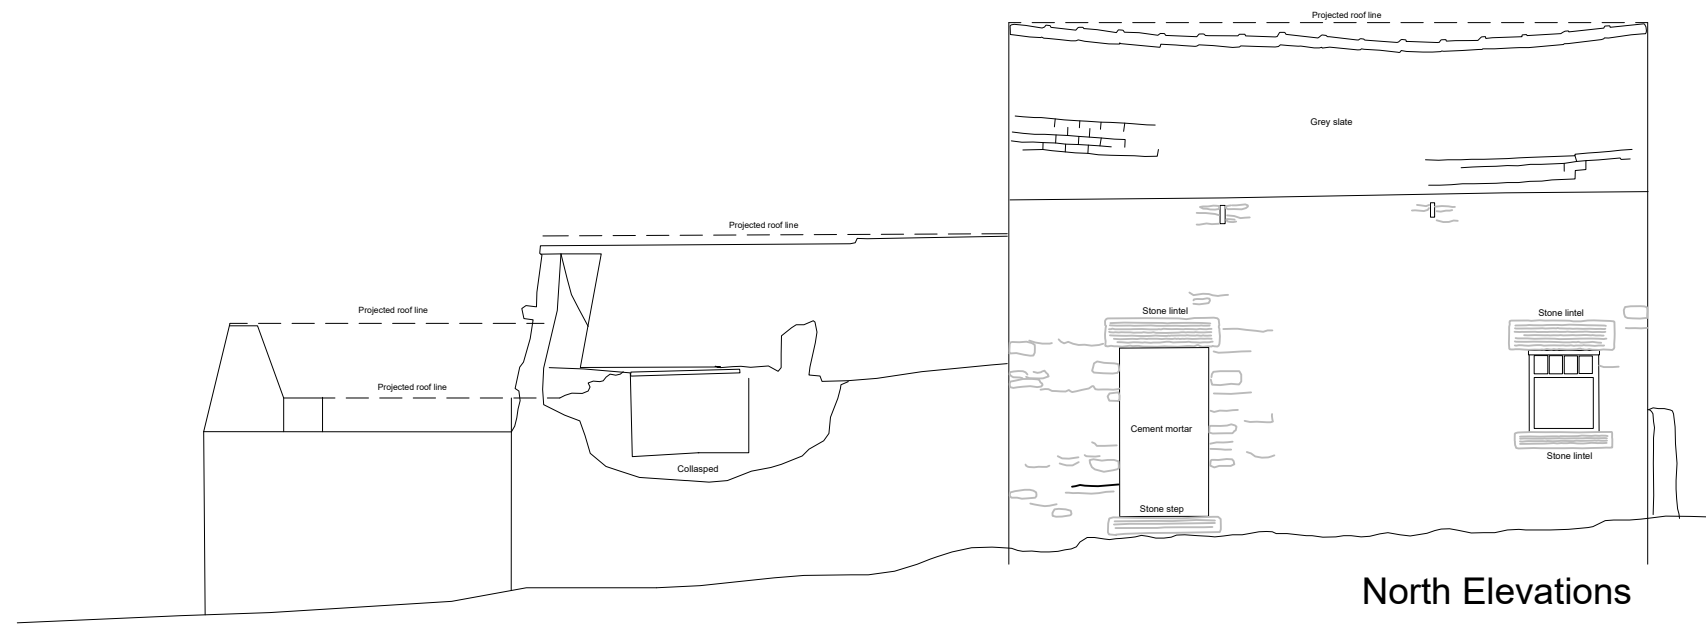 Projected roof line
Grey slate
Projected roof line
Projected roof line
Stone lintel
Stone lintel
Projected roof line
Cement mortar
Stone lintel
Collasped
Stone step
North Elevations